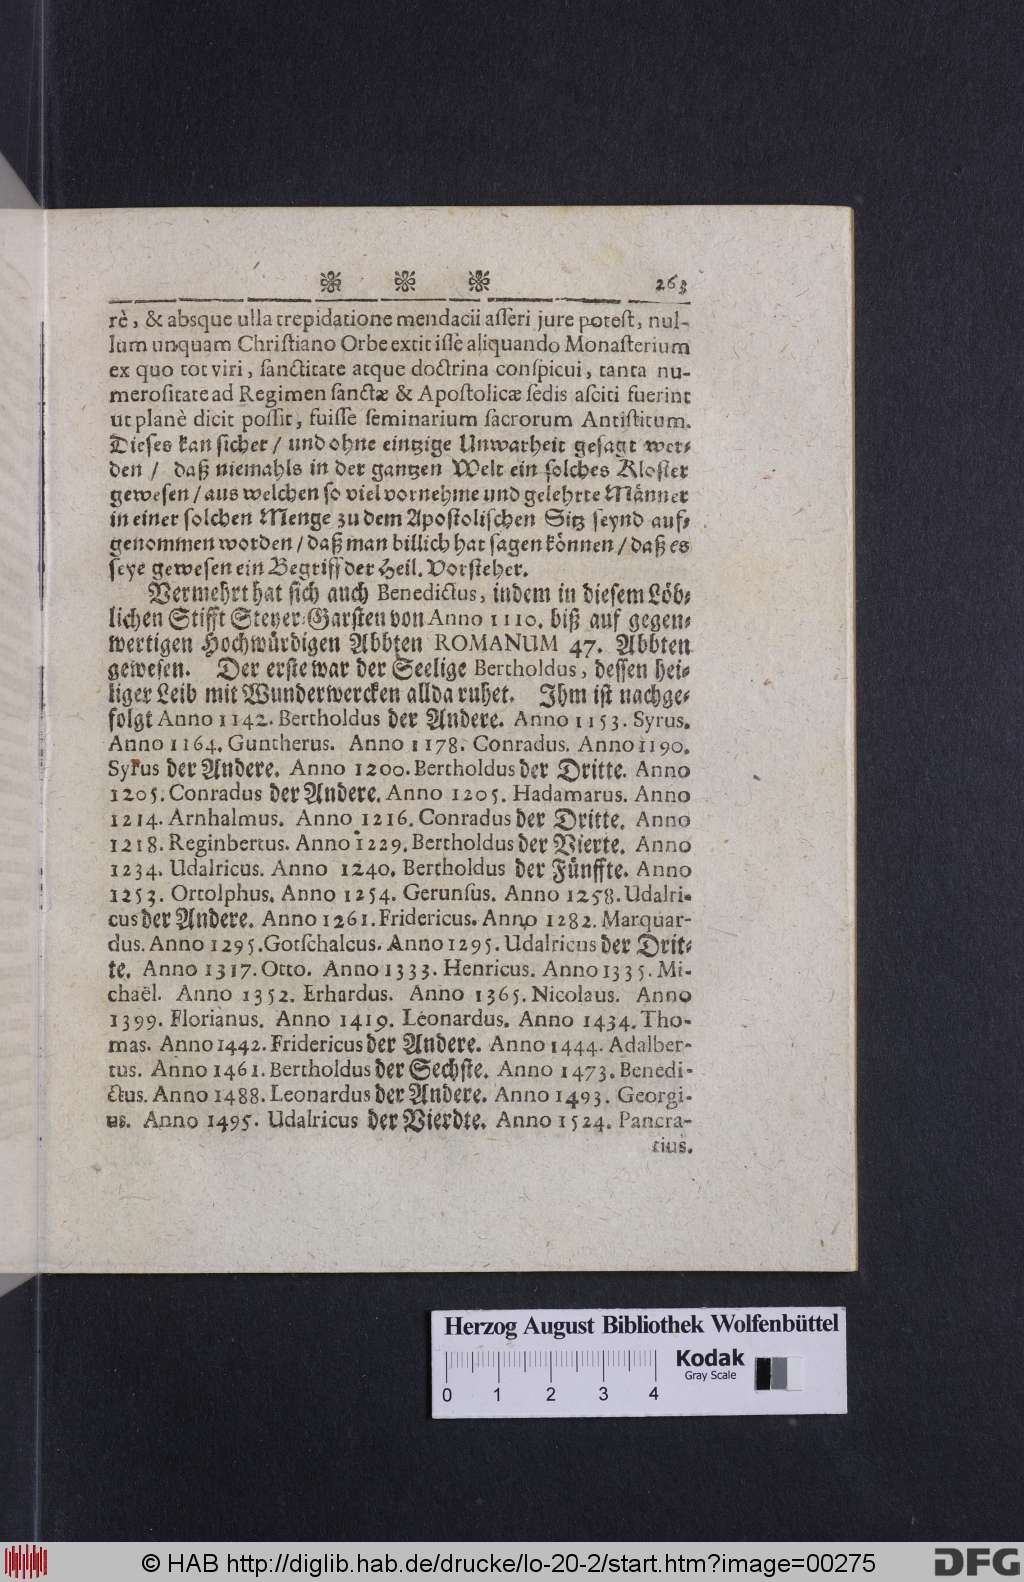 263
rè, & absque ulla trepidatione mendacii asseri jure potest, nul-
lum unquam Christiano Orbe extitissè aliquando Monasterium
ex quo tot viri, sanctitate atque doctrina conspicui, tanta nu-
merositate ad Regimen sanctæ & Apostolicæ sedis asciti fuerint
ut planè dicit possit, fuisse seminarium sacrorum Antistitum.
Dieses kan sicher / und ohne eintzige Unwarheit gesagt wer-
den / daß niemahls in der gantzen Welt ein solches Kloster
gewesen / aus welchen so viel vornehme und gelehrte Männer
in einer solchen Menge zu dem Apostolischen Sitz seynd auf-
genommen worden / daß man billich hat sagen können / daß es
seye gewesen ein Begriff der Heil. Vorsteher.
Vermehrt hat sich auch Benedictus, indem in diesem Löb-
lichen Stifft Steyer-Garsten von Anno 1110. biß auf gegen-
wertigen Hochwürdigen Abbten ROMANUM 47. Abbten
gewesen. Der erste war der Seelige Bertholdus, dessen hei-
liger Leib mit Wunderwercken allda ruhet. Ihm ist nachge-
folgt Anno 1142. Bertholdus der Andere. Anno 1153. Syrus.
Anno 1164. Guntherus. Anno 1178. Conradus. Anno 1190.
Syrus der Andere. Anno 1200. Bertholdus der Dritte. Anno
1205. Conradus der Andere. Anno 1205. Hadamarus. Anno
1214. Arnhalmus. Anno 1216. Conradus der Dritte. Anno
1218. Reginbertus. Anno 1229. Bertholdus der Vierte. Anno
1234. Udalricus. Anno 1240. Bertholdus der Fünffte. Anno
1253. Ortolphus. Anno 1254. Gerunsus. Anno 1258. Udalri-
cus der Andere. Anno 1261. Fridericus. Anno 1282. Marquar-
dus. Anno 1295. Gotschalcus. Anno 1295. Udalricus der Drit-
te. Anno 1317. Otto. Anno 1333. Henricus. Anno 1335. Mi-
chaël. Anno 1352. Erhardus. Anno 1365. Nicolaus. Anno
1399. Florianus. Anno 1419. Leonardus. Anno 1434. Tho-
mas. Anno 1442. Fridericus der Andere. Anno 1444. Adalber-
tus. Anno 1461. Bertholdus der Sechste. Anno 1473. Benedi-
ctus. Anno 1488. Leonardus der Andere. Anno 1493. Georgi-
us. Anno 1495. Udalricus der Vierdte. Anno 1524. Pancra-
tius.
Herzog August Bibliothek Wolfenbüttel
Kodak
Gray Scale
0 1 2 3 4
© HAB http://diglib.hab.de/drucke/lo-20-2/start.htm?image=00275
DFG